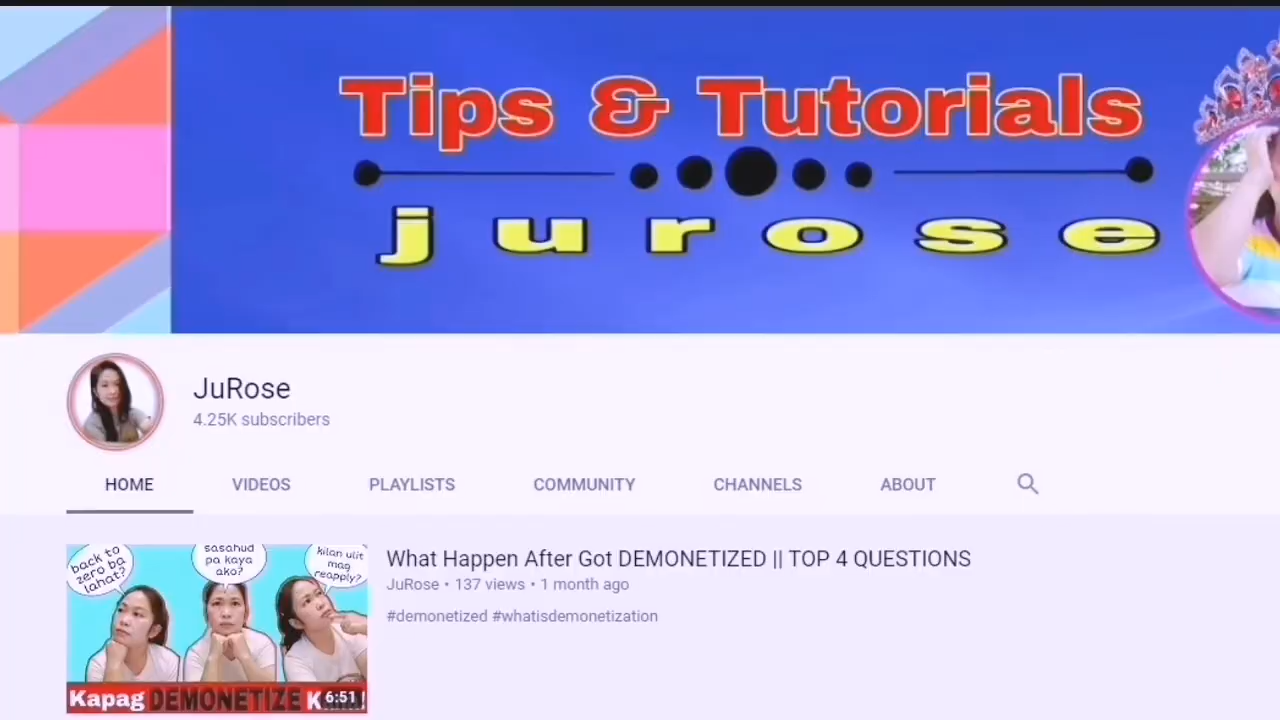 Tips & Tutorials
jurose
JuRose
4.25K subscribers
HOME VIDEOS PLAYLISTS COMMUNITY CHANNELS ABOUT
back to
zero ba
lahat?
sasahud
pa kaya
ako?
kilan ulit
mag
reapply?
Kapag DEMONETIZE
6:51
What Happen After Got DEMONETIZED || TOP 4 QUESTIONS
JuRose • 137 views • 1 month ago
#demonetized #whatisdemonetization